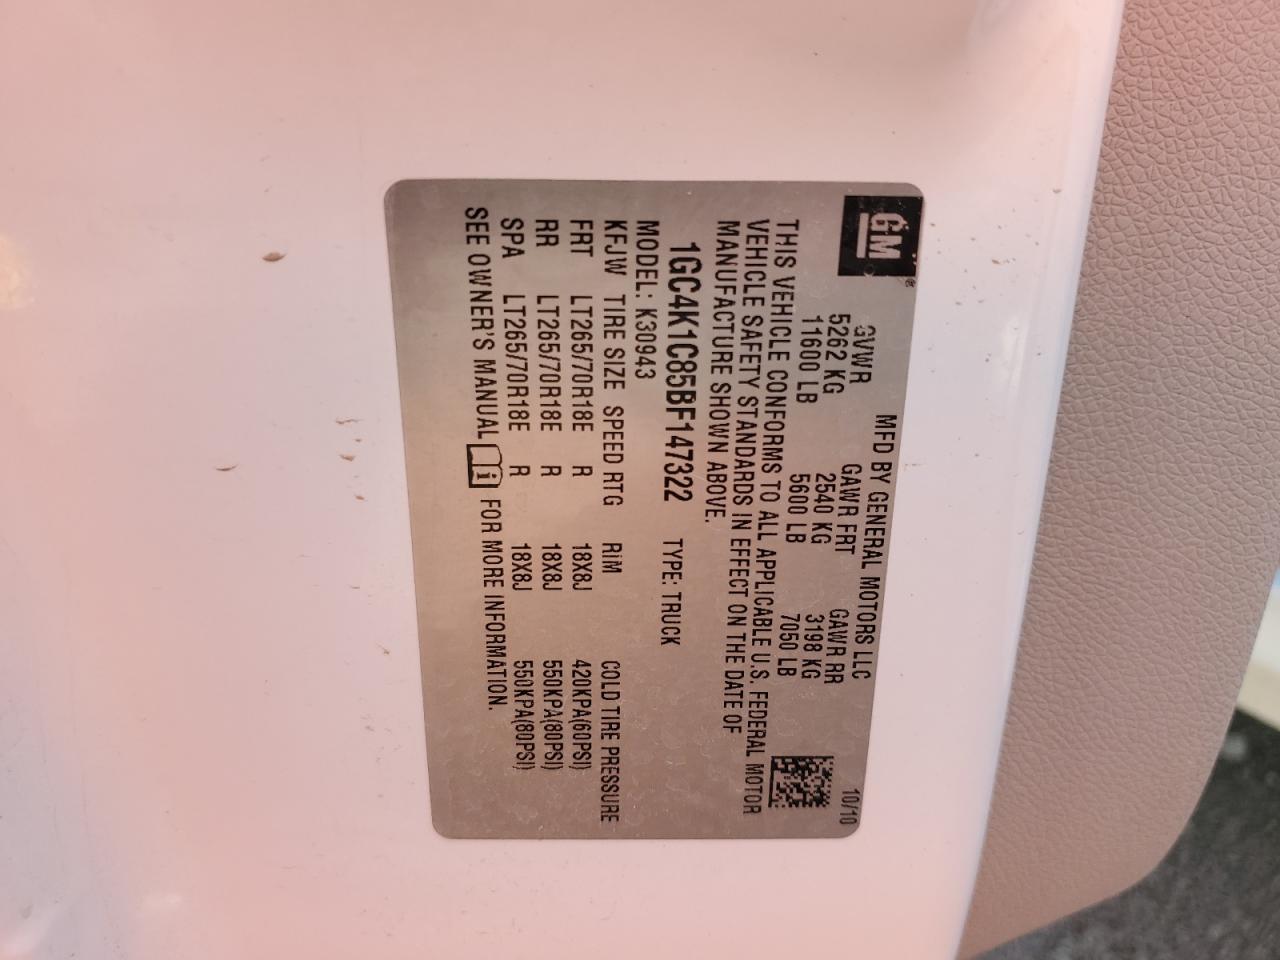 GM
MFD BY GENERAL MOTORS LLC 10/10
GVWR GAWR FRT GAWR RR
5262 KG 2540 KG 3198 KG
11600 LB 5600 LB 7050 LB
THIS VEHICLE CONFORMS TO ALL APPLICABLE U.S. FEDERAL MOTOR
VEHICLE SAFETY STANDARDS IN EFFECT ON THE DATE OF
MANUFACTURE SHOWN ABOVE.
1GC4K1C85BF147322 TYPE: TRUCK
MODEL: K30943
KFJW TIRE SIZE SPEED RTG RIM COLD TIRE PRESSURE
FRT LT265/70R18E R 18X8J 420KPA(60PSI)
RR LT265/70R18E R 18X8J 550KPA(80PSI)
SPA LT265/70R18E R 18X8J 550KPA(80PSI)
SEE OWNER'S MANUAL i FOR MORE INFORMATION.